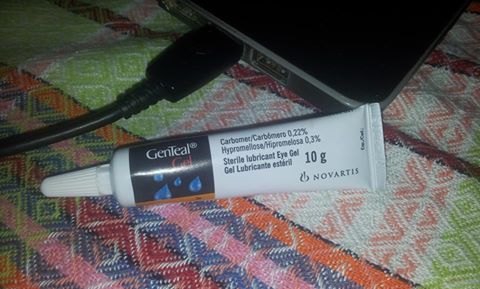 GenTeal®
Gel
Carbomer/Carbómero 0,22%
Hypromellose/Hipromelosa 0,3%
Sterile lubricant Eye Gel
Gel Lubricante estéril
10 g
NOVARTIS